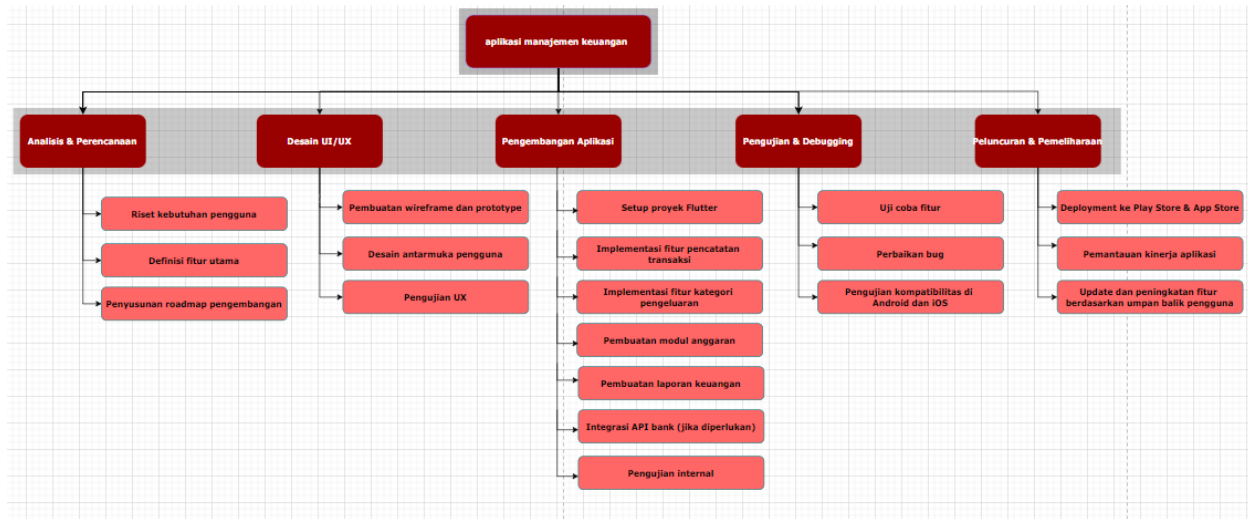 aplikasi manajemen keuangan
Analisis & Perencanaan
Desain UI/UX
Pengembangan Aplikasi
Pengujian & Debugging
Peluncuran & Pemeliharaan
Riset kebutuhan pengguna
Definisi fitur utama
Penyusunan roadmap pengembangan
Pembuatan wireframe dan prototype
Desain antarmuka pengguna
Pengujian UX
Setup proyek Flutter
Implementasi fitur pencatatan
transaksi
Implementasi fitur kategori
pengeluaran
Pembuatan modul anggaran
Pembuatan laporan keuangan
Integrasi API bank (jika diperlukan)
Pengujian internal
Uji coba fitur
Perbaikan bug
Pengujian kompatibilitas di
Android dan iOS
Deployment ke Play Store & App Store
Pemantauan kinerja aplikasi
Update dan peningkatan fitur
berdasarkan umpan balik pengguna